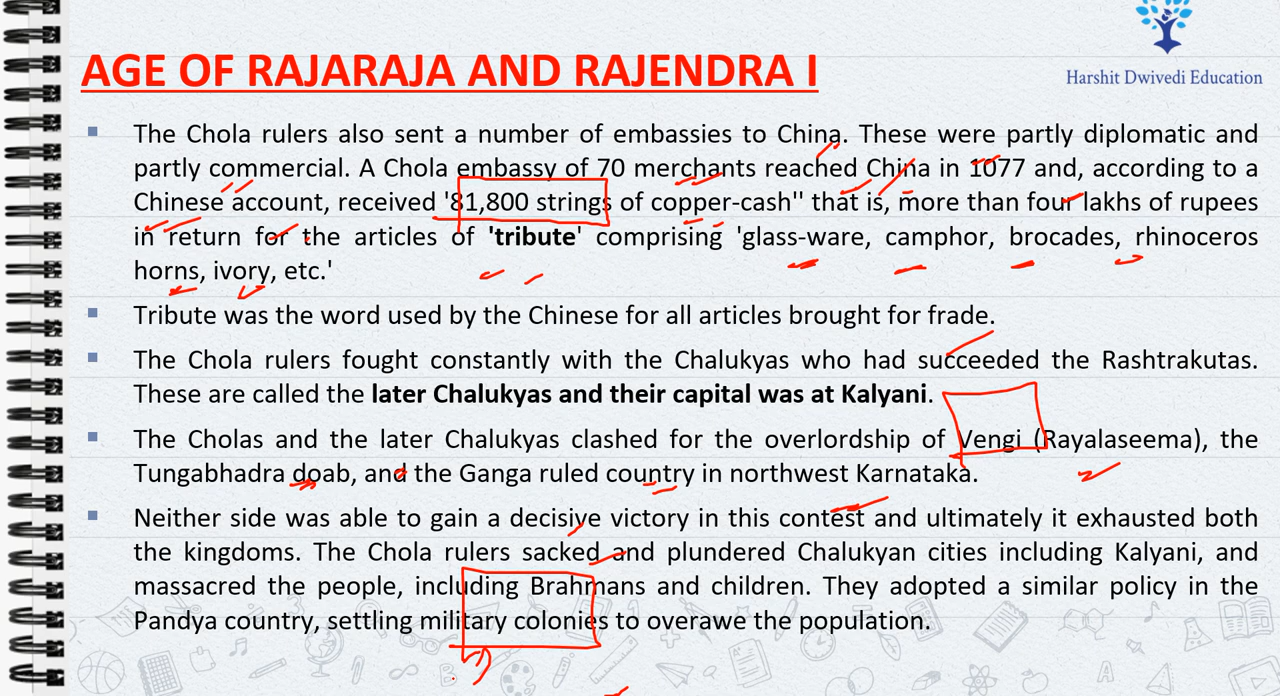 Harshit Dwivedi Education
AGE OF RAJARAJA AND RAJENDRA I
▪ The Chola rulers also sent a number of embassies to China. These were partly diplomatic and
partly commercial. A Chola embassy of 70 merchants reached China in 1077 and, according to a
Chinese account, received '81,800 strings of copper-cash'' that is, more than four lakhs of rupees
in return for the articles of 'tribute' comprising 'glass-ware, camphor, brocades, rhinoceros
horns, ivory, etc.'
▪ Tribute was the word used by the Chinese for all articles brought for frade.
▪ The Chola rulers fought constantly with the Chalukyas who had succeeded the Rashtrakutas.
These are called the later Chalukyas and their capital was at Kalyani.
▪ The Cholas and the later Chalukyas clashed for the overlordship of Vengi (Rayalaseema), the
Tungabhadra doab, and the Ganga ruled country in northwest Karnataka.
▪ Neither side was able to gain a decisive victory in this contest and ultimately it exhausted both
the kingdoms. The Chola rulers sacked and plundered Chalukyan cities including Kalyani, and
massacred the people, including Brahmans and children. They adopted a similar policy in the
Pandya country, settling military colonies to overawe the population.